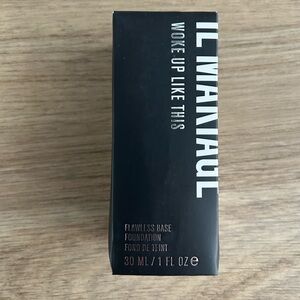 IL MAKIAGE
WOKE UP LIKE THIS
FLAWLESS BASE
FOUNDATION
FOND DE TEINT
30 ML / 1 FL OZ e